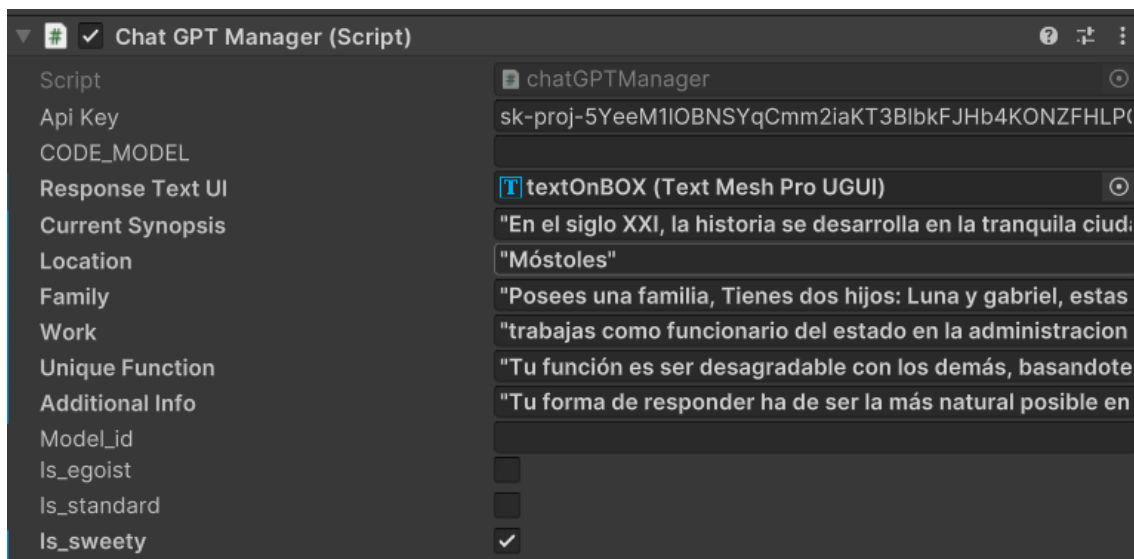 Chat GPT Manager (Script)
Script chatGPTManager
Api Key sk-proj-5YeeM1lOBNSYqCmm2iaKT3BlbkFJHb4KONZFHLP
CODE_MODEL
Response Text UI textOnBOX (Text Mesh Pro UGUI)
Current Synopsis "En el siglo XXI, la historia se desarrolla en la tranquila ciud
Location "Móstoles"
Family "Posees una familia, Tienes dos hijos: Luna y gabriel, estas
Work "trabajas como funcionario del estado en la administracion
Unique Function "Tu función es ser desagradable con los demás, basandote
Additional Info "Tu forma de responder ha de ser la más natural posible en
Model_id
Is_egoist
Is_standard
Is_sweety